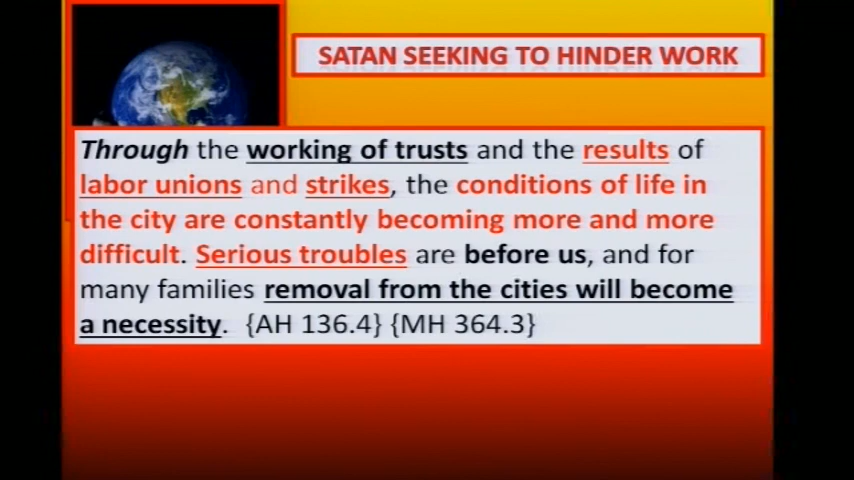 SATAN SEEKING TO HINDER WORK
Through the working of trusts and the results of
labor unions and strikes, the conditions of life in
the city are constantly becoming more and more
difficult. Serious troubles are before us, and for
many families removal from the cities will become
a necessity. {AH 136.4} {MH 364.3}